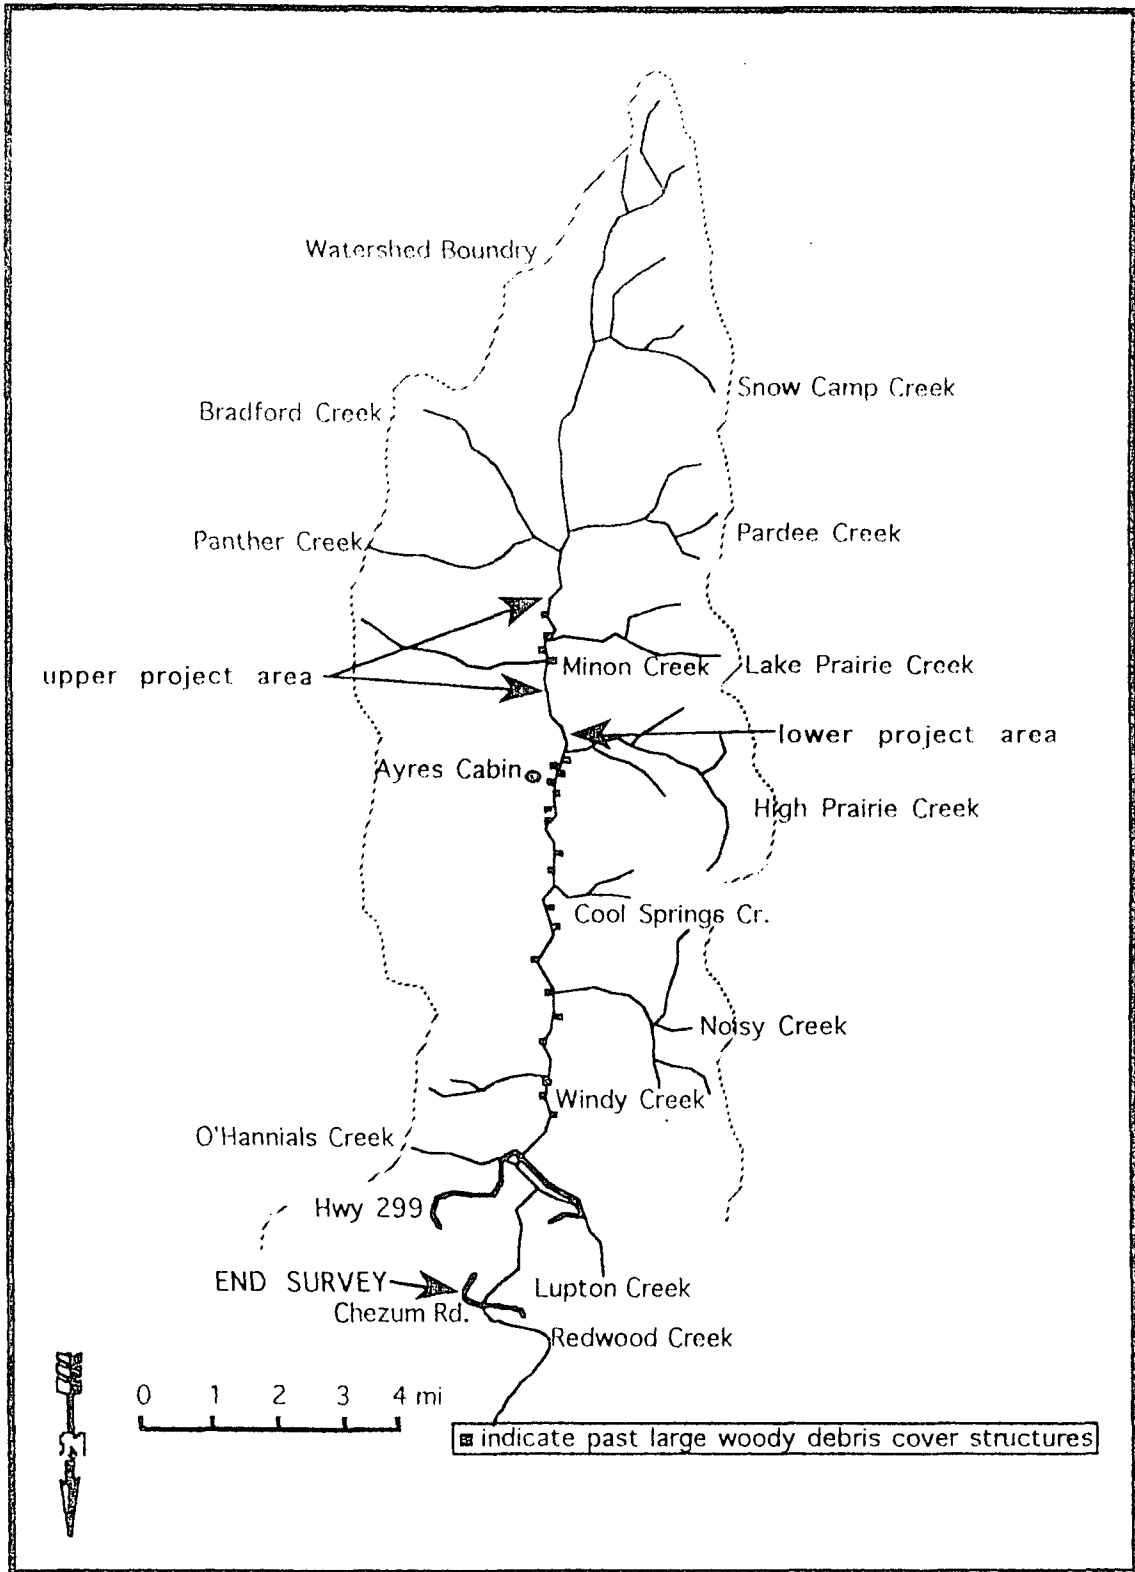 Watershed Boundry
Snow Camp Creek
Bradford Creek
Panther Creek
Pardee Creek
Minon Creek
Lake Prairie Creek
upper project area
lower project area
Ayres Cabin
High Prairie Creek
Cool Springs Cr.
Noisy Creek
Windy Creek
O'Hannials Creek
Hwy 299
END SURVEY
Lupton Creek
Chezum Rd.
Redwood Creek
0 1 2 3 4 mi
indicate past large woody debris cover structures